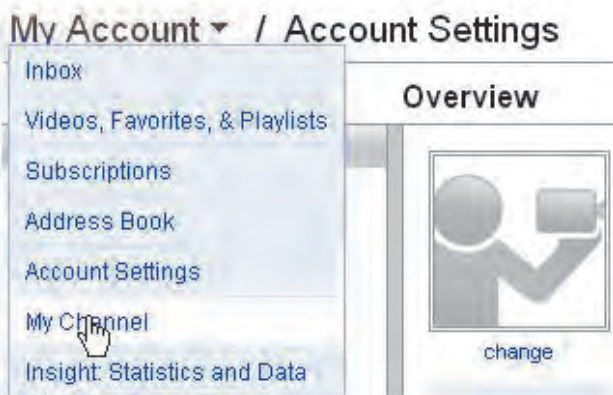 My Account / Account Settings
Inbox
Videos, Favorites, & Playlists
Subscriptions
Address Book
Account Settings
My Channel
Insight: Statistics and Data
Overview
change